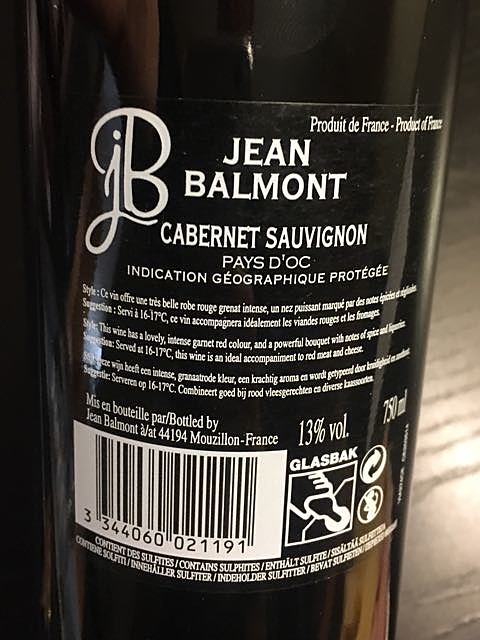 Produit de France - Product of France
JB
JEAN
BALMONT
CABERNET SAUVIGNON
PAYS D'OC
INDICATION GÉOGRAPHIQUE PROTÉGÉE
Style : Ce vin offre une très belle robe rouge grenat intense, un nez puissant marqué par des notes épicées et réglissées.
Suggestion : Servi à 16-17°C, ce vin accompagnera idéalement les viandes rouges et les fromages.
Style: This wine has a lovely, intense garnet red colour, and a powerful bouquet with notes of spice and liquorice.
Suggestion: Served at 16-17°C, this wine is an ideal accompaniment to red meat and cheese.
Stijl: Deze wijn heeft een intense, granaatrode kleur, een krachtig aroma en wordt getypeerd door kruidigheid en zoethout.
Suggestie: Serveren op 16-17°C. Combineert goed bij rood vleesgerechten en diverse kaassoorten.
Mis en bouteille par/Bottled by
Jean Balmont à/at 44194 Mouzillon-France
13% vol.
750 ml
GLASBAK
3 344060 021191
CONTIENT DES SULFITES / CONTAINS SULPHITES / ENTHÄLT SULFITE / SISÄLTÄÄ SULFIITTEJA
CONTIENE SOLFITI / INNEHÅLLER SULFITER / INDEHOLDER SULFITTER / BEVAT SULFIETEN /